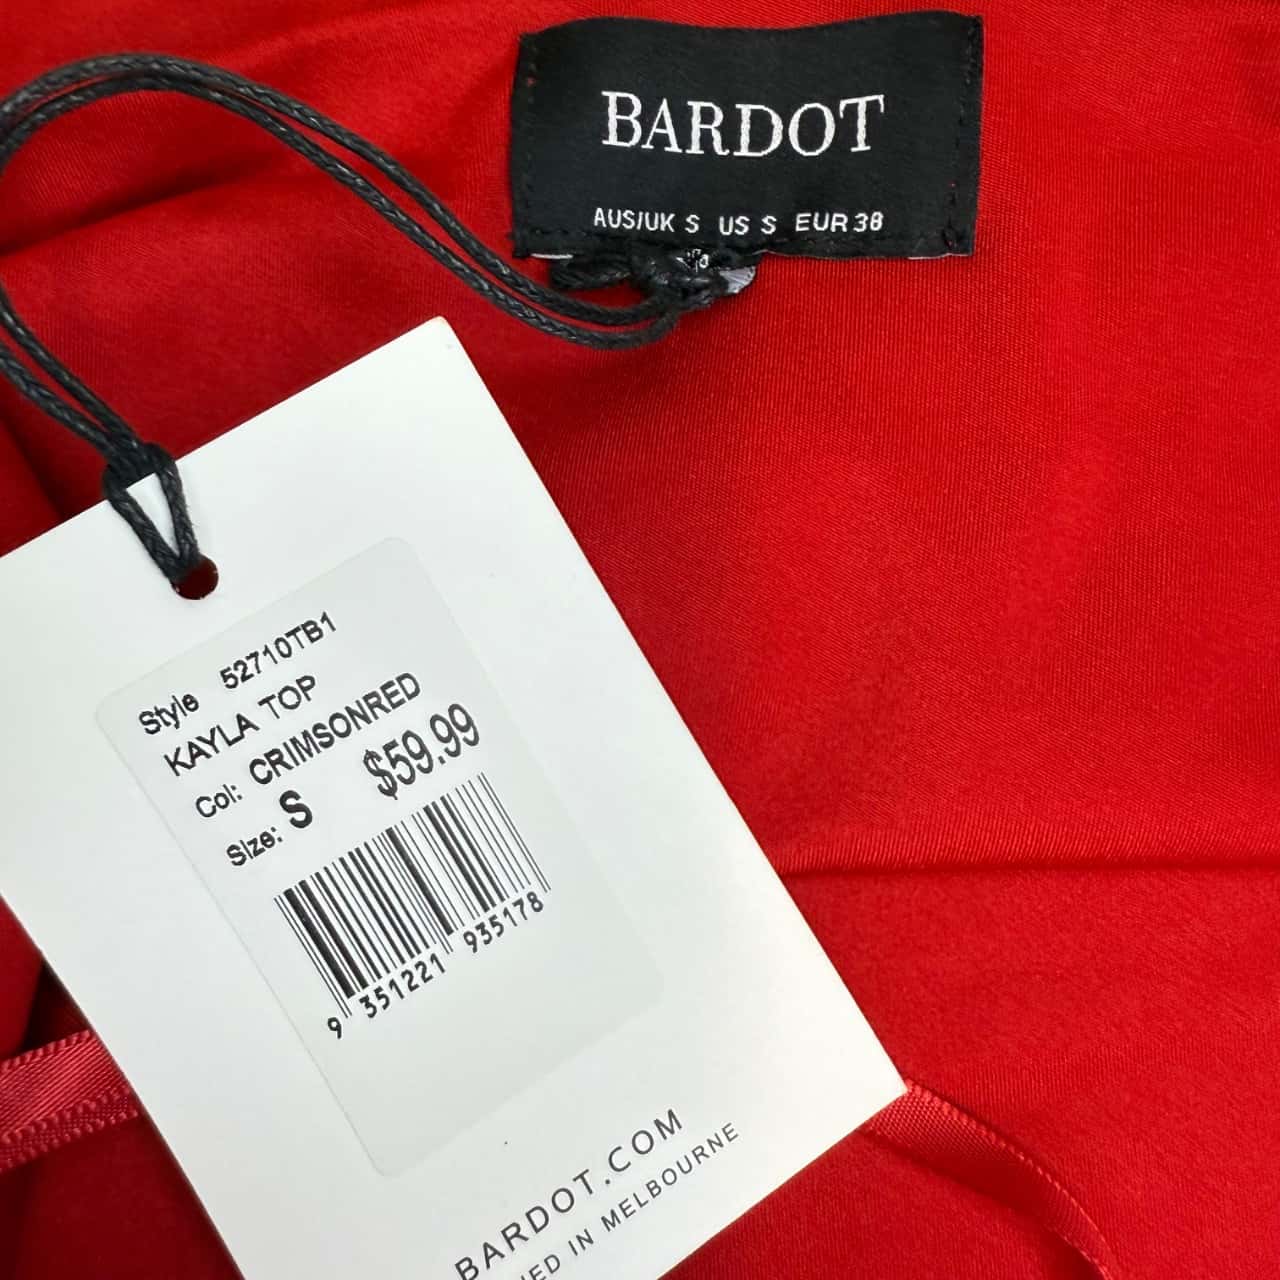 BARDOT
AUS/UK S US S EUR 38
Style 52710TB1
KAYLA TOP
Col: CRIMSONRED
Size: S $59.99
9 351221 935178
BARDOT.COM
IN MELBOURNE